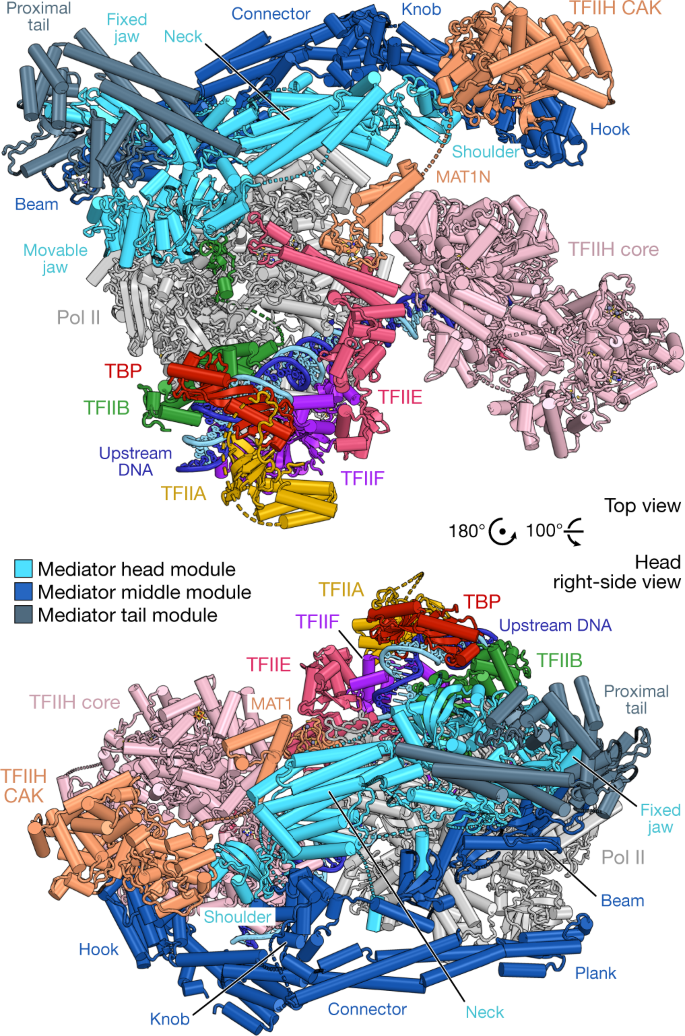 Proximal
tail
Fixed
jaw
Neck
Connector
Knob
TFIIH CAK
Hook
Shoulder
MAT1N
Beam
Movable
jaw
TFIIH core
Pol II
TBP
TFIIB
TFIIE
Upstream
DNA
TFIIF
TFIIA
Top view
180° 100°
Head
right-side view
Mediator head module
Mediator middle module
Mediator tail module
TFIIA
TFIIF
TBP
Upstream DNA
TFIIE
TFIIB
TFIIH core
MAT1
Proximal
tail
TFIIH
CAK
Fixed
jaw
Pol II
Beam
Shoulder
Hook
Plank
Knob
Connector
Neck